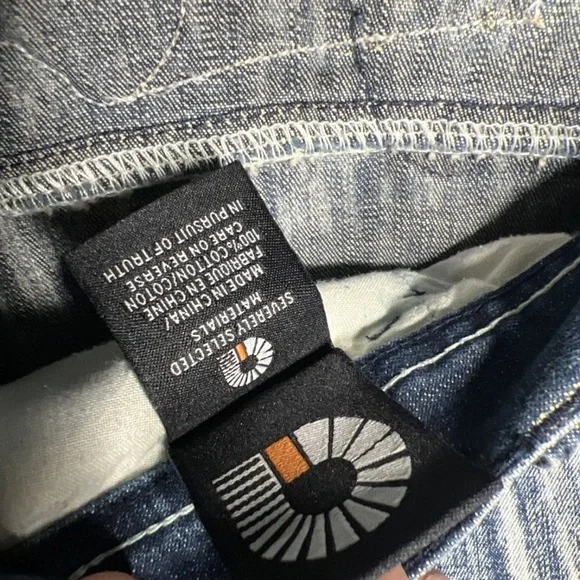 SEVERELY SELECTED
MATERIALS
MADE IN CHINA/
FABRIQUE EN CHINE
100% COTTON/COTON
CARE ON REVERSE
IN PURSUIT OF TRUTH